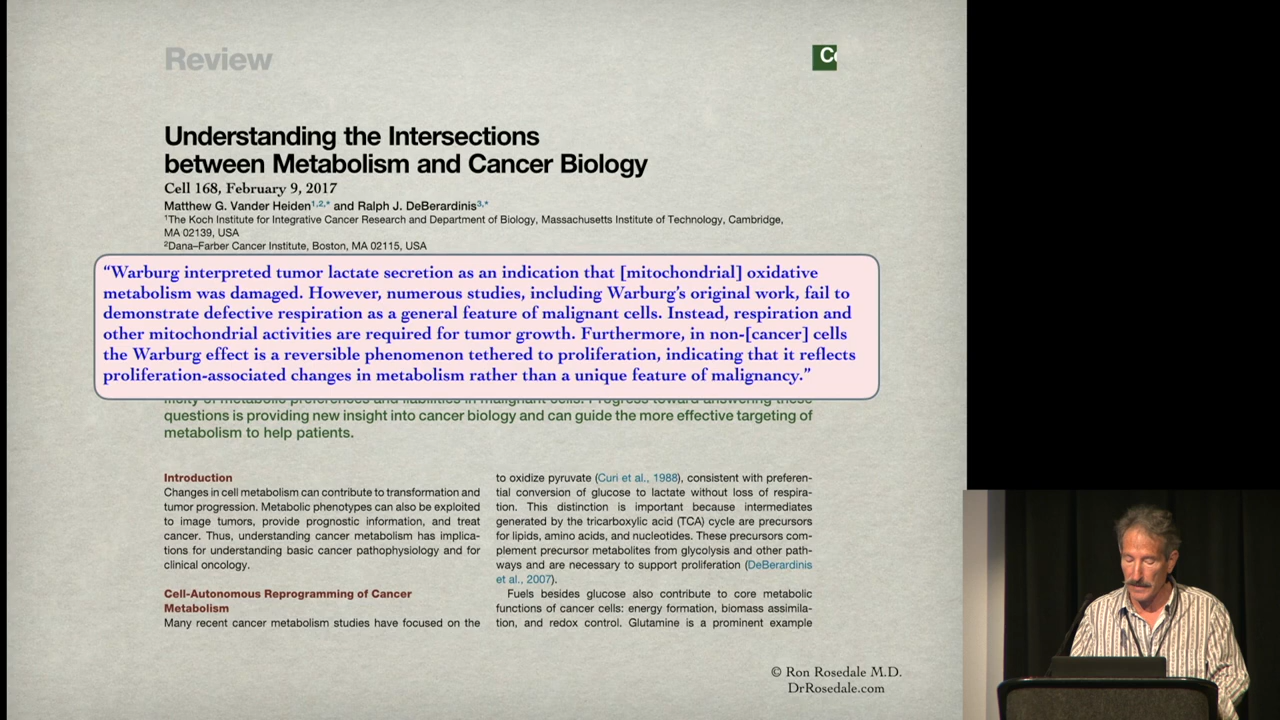 Review
Understanding the Intersections
between Metabolism and Cancer Biology
Cell 168, February 9, 2017
Matthew G. Vander Heiden1,2,* and Ralph J. DeBerardinis3,*
1The Koch Institute for Integrative Cancer Research and Department of Biology, Massachusetts Institute of Technology, Cambridge,
MA 02139, USA
2Dana–Farber Cancer Institute, Boston, MA 02115, USA
“Warburg interpreted tumor lactate secretion as an indication that [mitochondrial] oxidative
metabolism was damaged. However, numerous studies, including Warburg’s original work, fail to
demonstrate defective respiration as a general feature of malignant cells. Instead, respiration and
other mitochondrial activities are required for tumor growth. Furthermore, in non-[cancer] cells
the Warburg effect is a reversible phenomenon tethered to proliferation, indicating that it reflects
proliferation-associated changes in metabolism rather than a unique feature of malignancy.”
questions is providing new insight into cancer biology and can guide the more effective targeting of
metabolism to help patients.
Introduction
Changes in cell metabolism can contribute to transformation and
tumor progression. Metabolic phenotypes can also be exploited
to image tumors, provide prognostic information, and treat
cancer. Thus, understanding cancer metabolism has implica-
tions for understanding basic cancer pathophysiology and for
clinical oncology.
Cell-Autonomous Reprogramming of Cancer
Metabolism
Many recent cancer metabolism studies have focused on the
to oxidize pyruvate (Curi et al., 1988), consistent with preferen-
tial conversion of glucose to lactate without loss of respira-
tion. This distinction is important because intermediates
generated by the tricarboxylic acid (TCA) cycle are precursors
for lipids, amino acids, and nucleotides. These precursors com-
plement precursor metabolites from glycolysis and other path-
ways and are necessary to support proliferation (DeBerardinis
et al., 2007).
Fuels besides glucose also contribute to core metabolic
functions of cancer cells: energy formation, biomass assimila-
tion, and redox control. Glutamine is a prominent example
© Ron Rosedale M.D.
DrRosedale.com